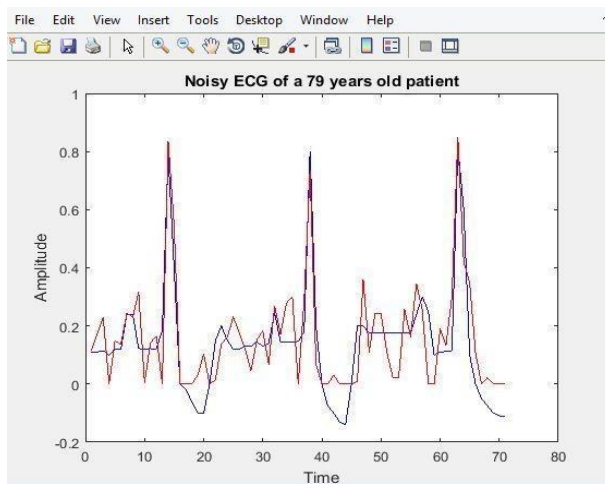 File Edit View Insert Tools Desktop Window Help
Noisy ECG of a 79 years old patient
1
0.8
0.6
0.4
0.2
0
-0.2
Amplitude
0 10 20 30 40 50 60 70 80
Time